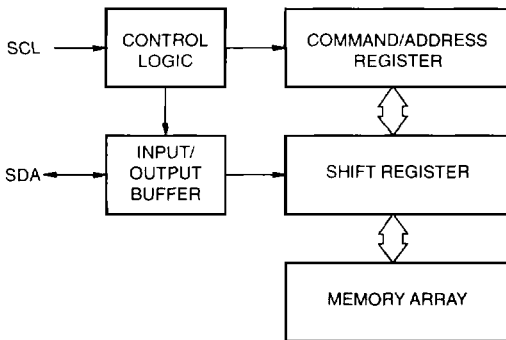 SCL
CONTROL
LOGIC
COMMAND/ADDRESS
REGISTER
SDA
INPUT/
OUTPUT
BUFFER
SHIFT REGISTER
MEMORY ARRAY